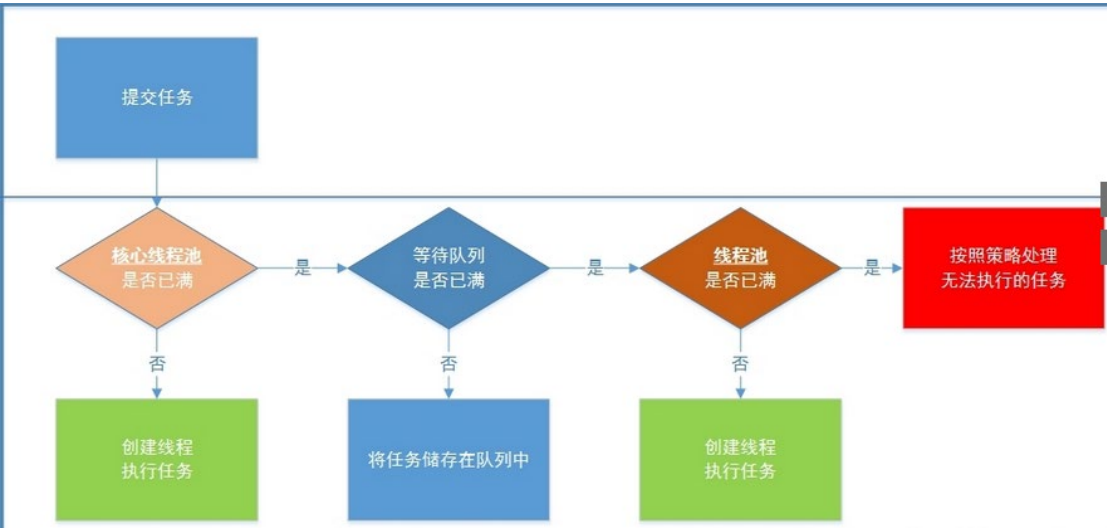 提交任务
核心线程池
是否已满
是
等待队列
是否已满
是
线程池
是否已满
是
按照策略处理
无法执行的任务
否
否
否
创建线程
执行任务
将任务储存在队列中
创建线程
执行任务